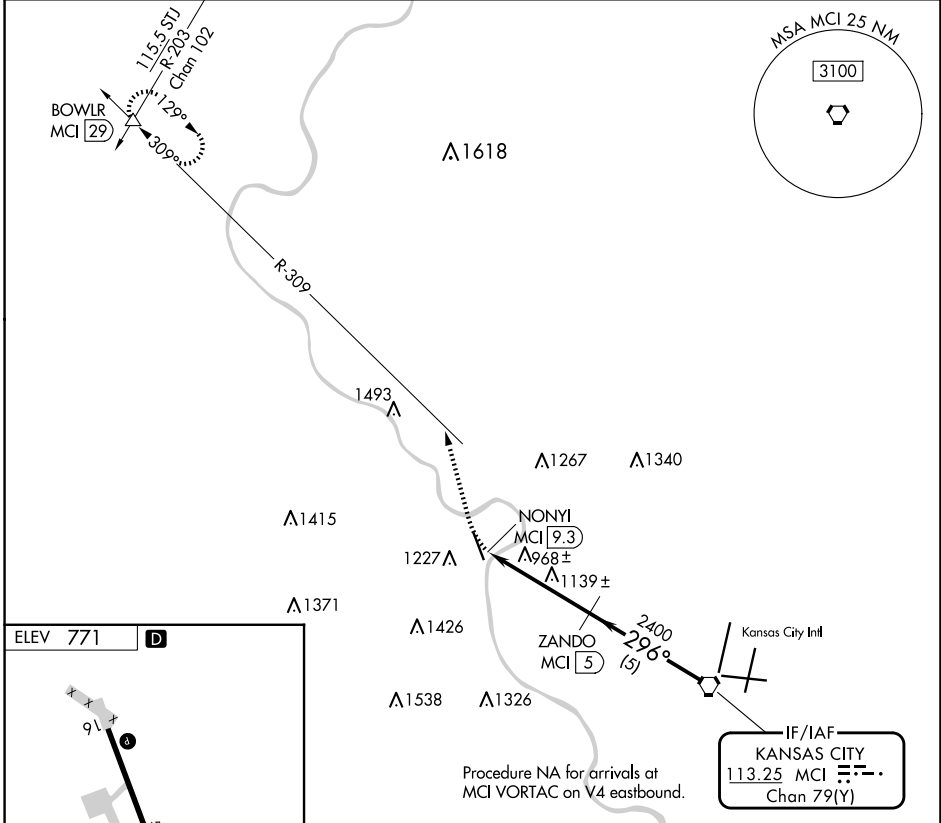 115.5 STJ
R-203
Chan 102
BOWLR
MCI 29
129°
309°
MSA MCI 25 NM
3100
1618
R-309
1493
1267
1340
1415
NONYI
MCI 9.3
1227
968±
1139±
1371
1426
2400
296°
(5)
ZANDO
MCI 5
Kansas City Intl
ELEV 771 D
16
P
1538
1326
IF/IAF
KANSAS CITY
113.25 MCI
Chan 79(Y)
Procedure NA for arrivals at
MCI VORTAC on V4 eastbound.